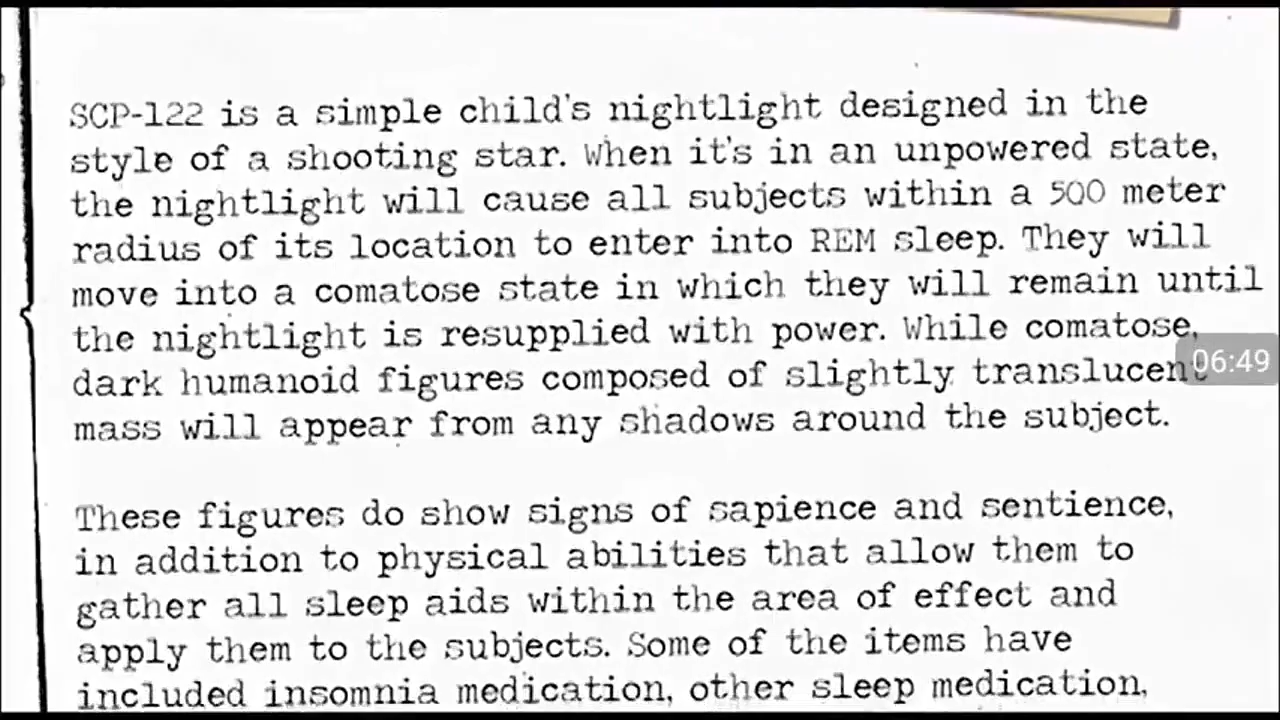 SCP-122 is a simple child's nightlight designed in the
style of a shooting star. When it's in an unpowered state,
the nightlight will cause all subjects within a 500 meter
radius of its location to enter into REM sleep. They will
move into a comatose state in which they will remain until
the nightlight is resupplied with power. While comatose,
dark humanoid figures composed of slightly translucent
06:49
mass will appear from any shadows around the subject.
These figures do show signs of sapience and sentience,
in addition to physical abilities that allow them to
gather all sleep aids within the area of effect and
apply them to the subjects. Some of the items have
included insomnia medication, other sleep medication,